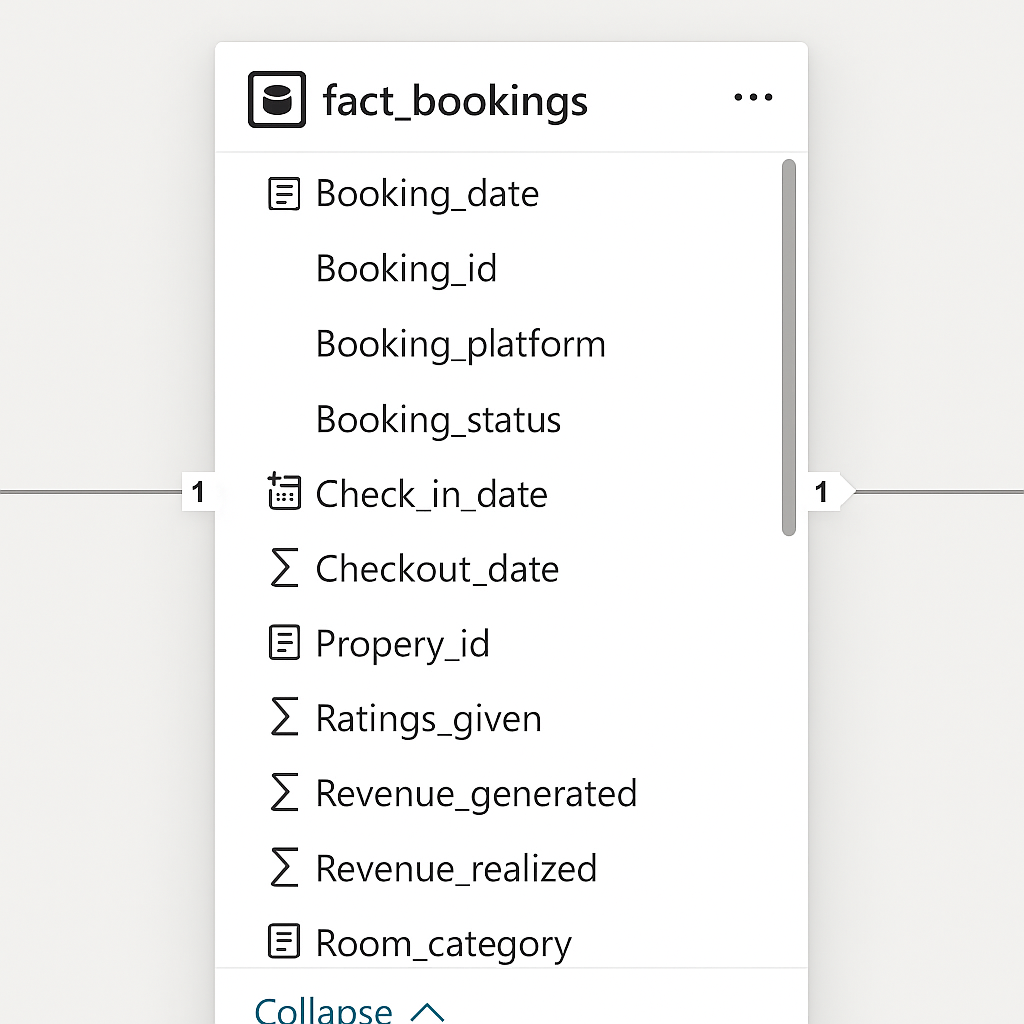 fact_bookings
Booking_date
Booking_id
Booking_platform
Booking_status
1
Check_in_date
1
Checkout_date
Propery_id
Ratings_given
Revenue_generated
Revenue_realized
Room_category
Collapse